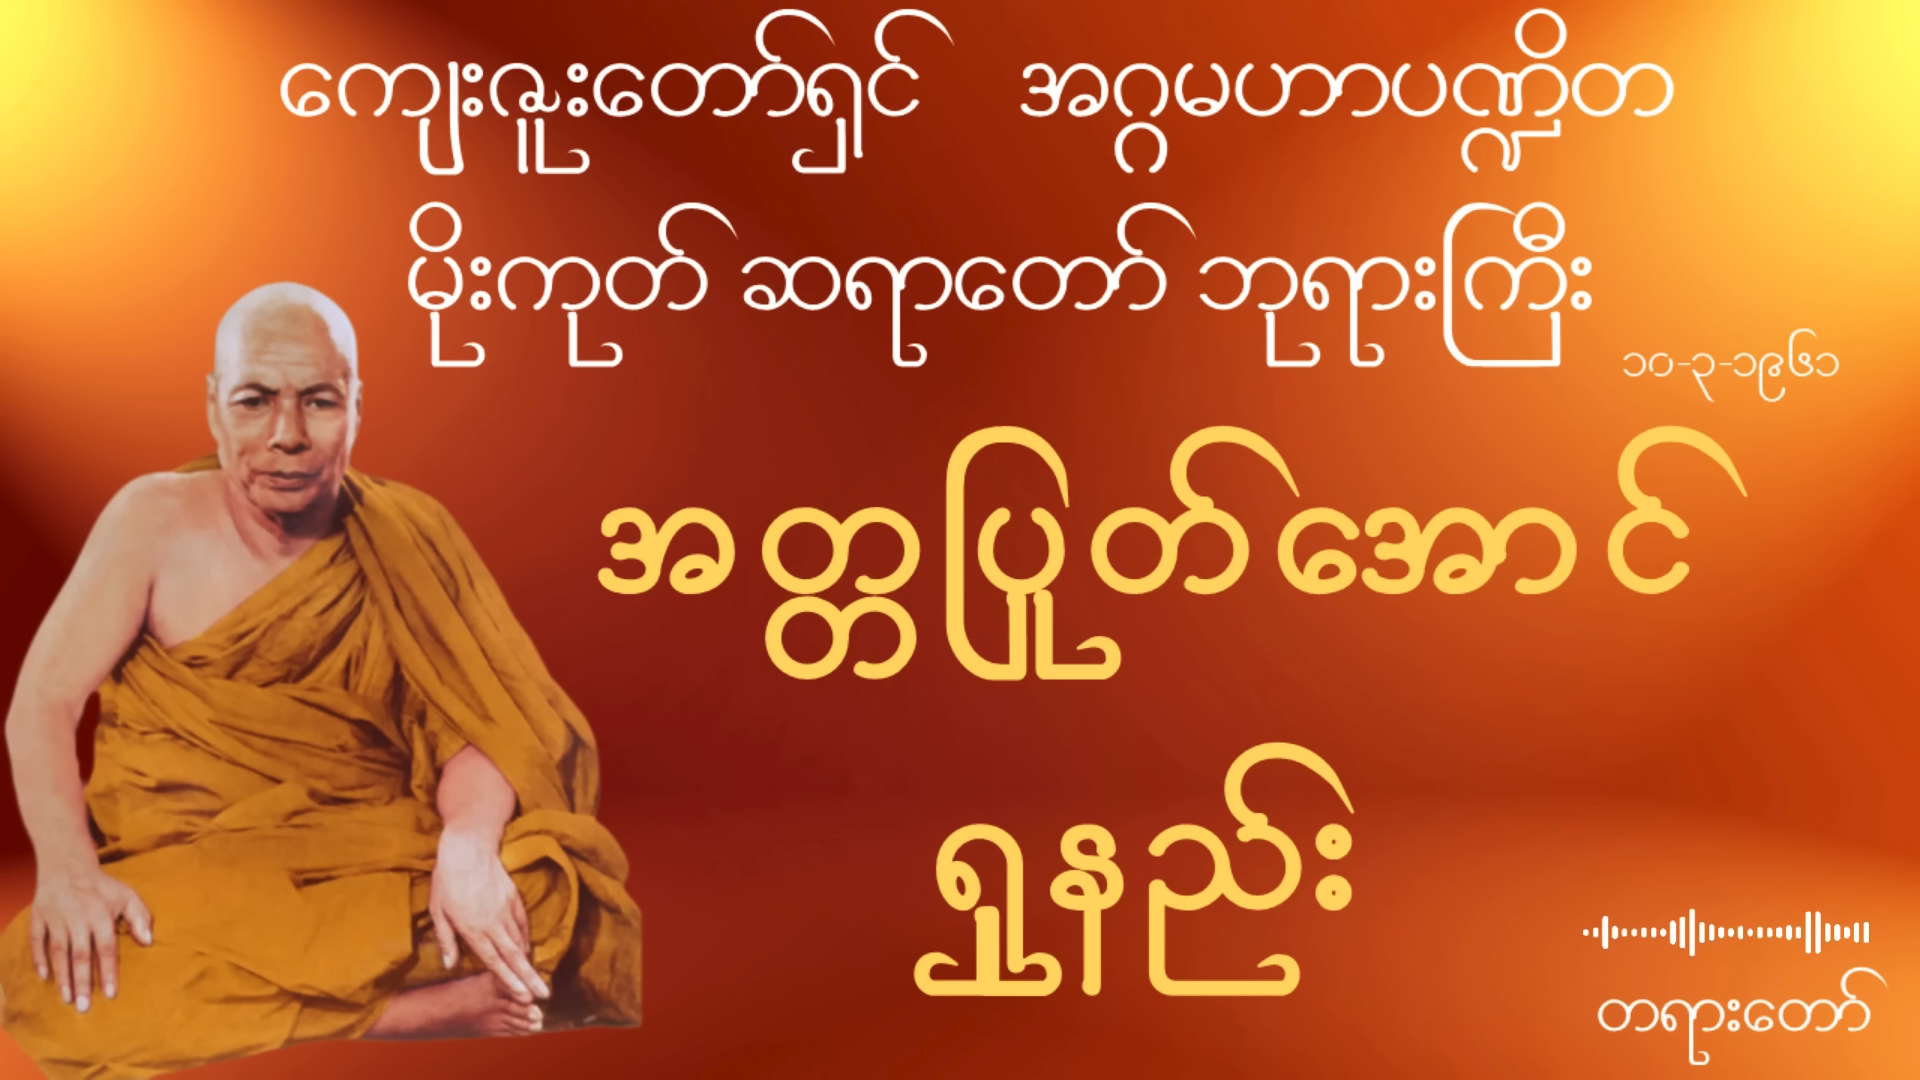 ကျေးဇူးတော်ရှင် အဂ္ဂမဟာပဏ္ဍိတ
မိုးကုတ် ဆရာတော် ဘုရားကြီး
၁၀-၃-၁၉၆၁
အတ္တပြုတ်အောင်
ရှုနည်း
တရားတော်